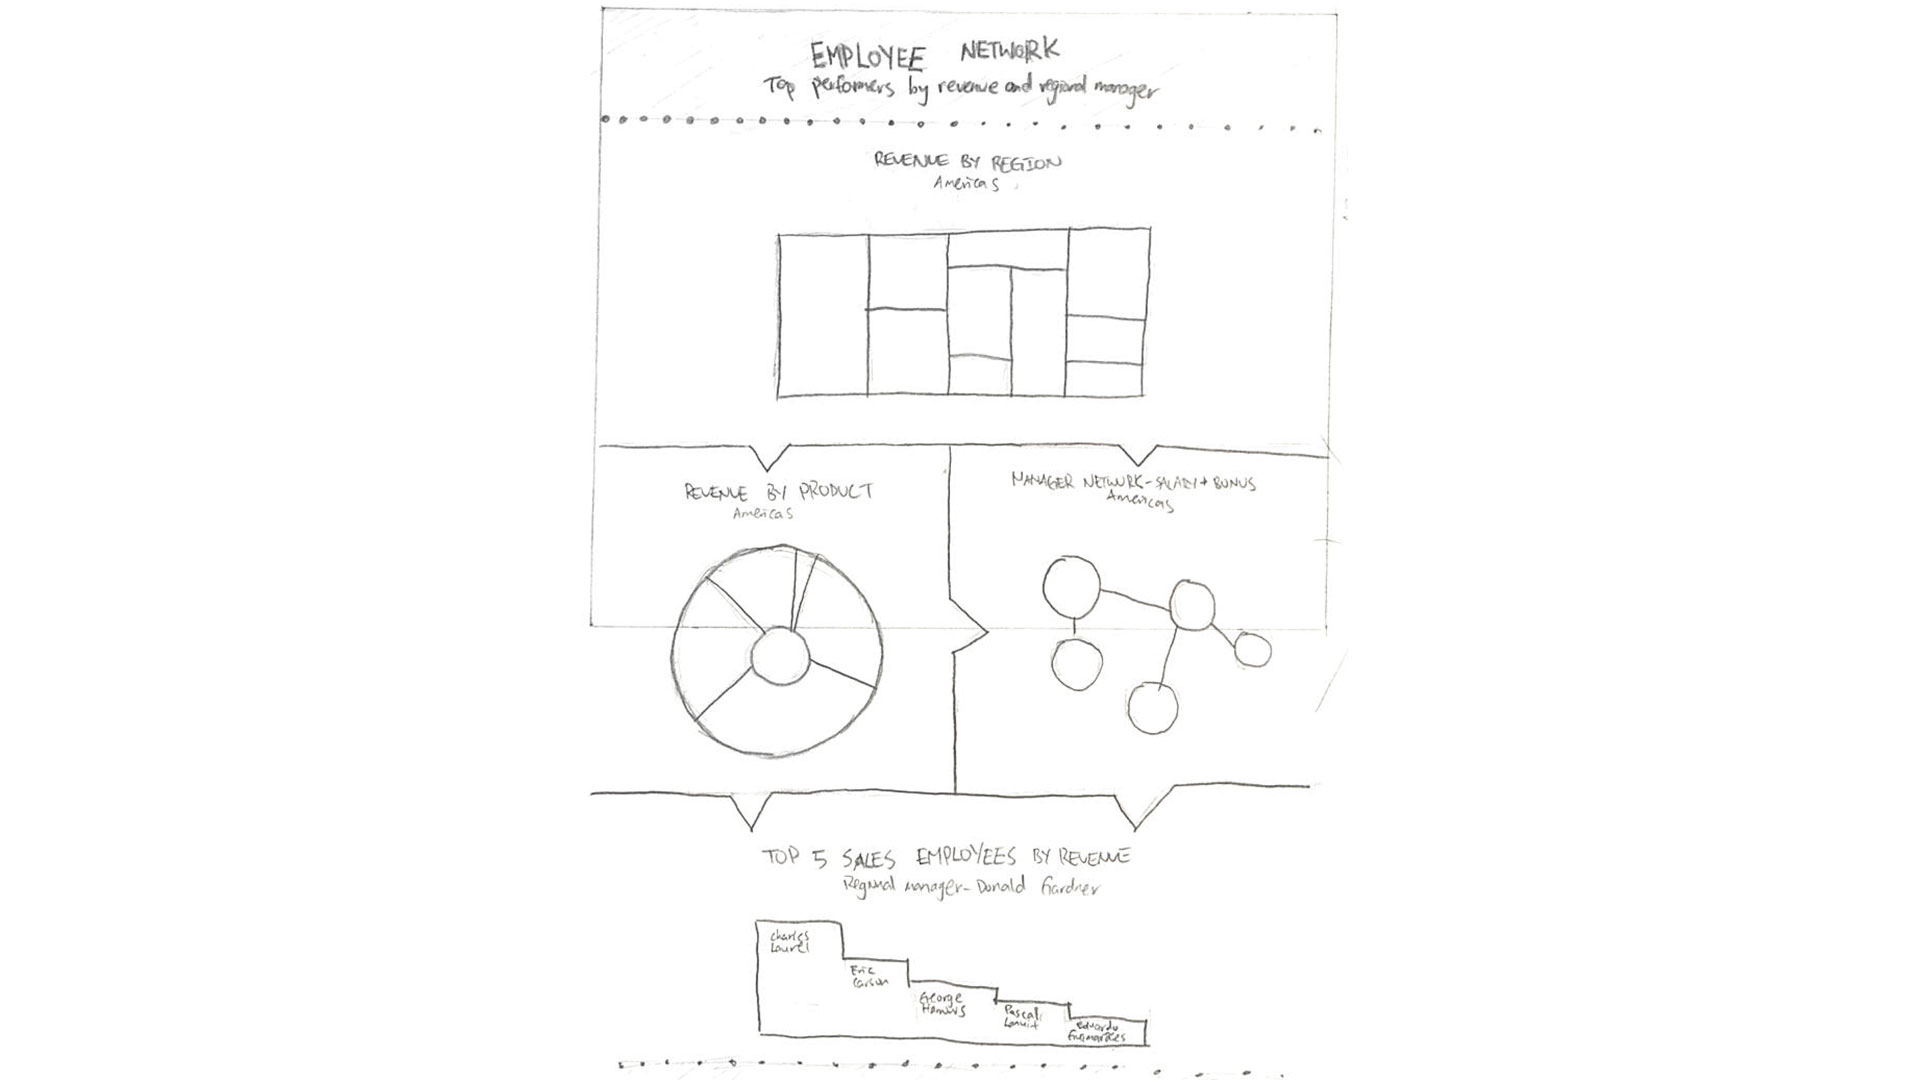 EMPLOYEE NETWORK
Top performers by revenue and regional manager
REVENUE BY REGION
Americas
REVENUE BY PRODUCT
Americas
MANAGER NETWORK - SALARY + BONUS
Americas
TOP 5 SALES EMPLOYEES BY REVENUE
Regional manager - Donald Gardner
Charles
Laurel
Eric
Carson
George
Pascal
Eduardo
Guimaraes